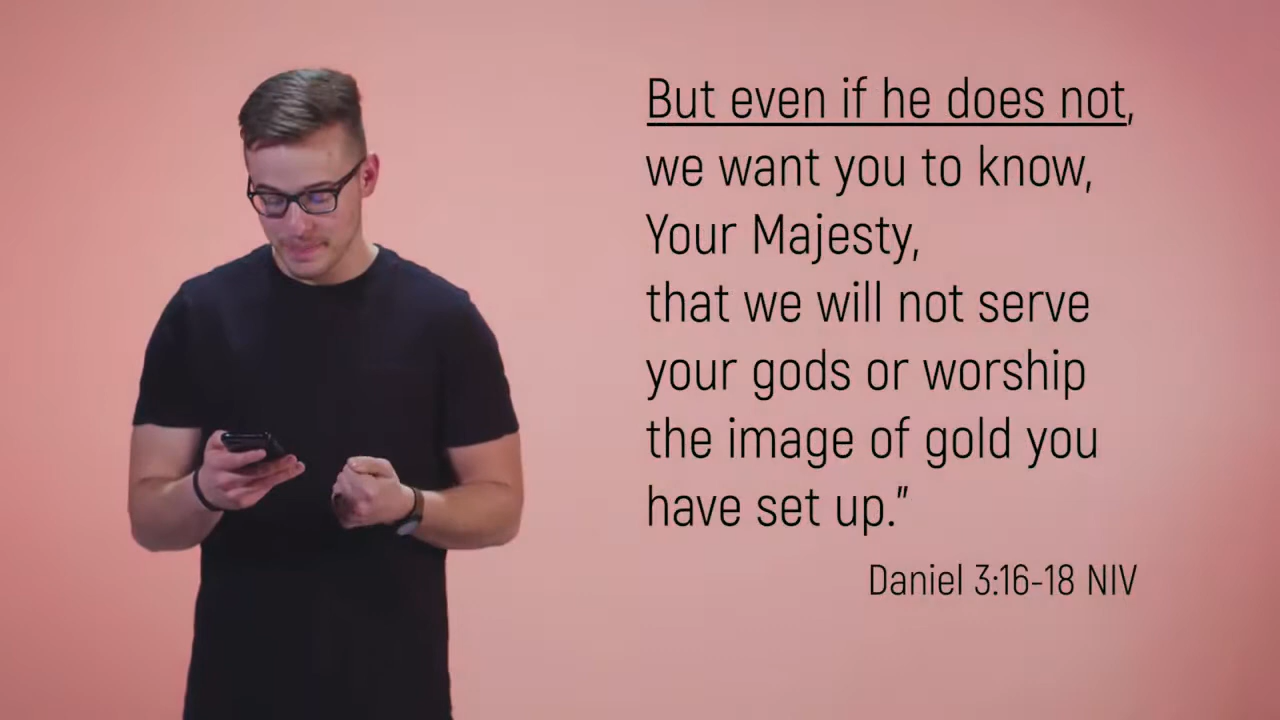 But even if he does not,
we want you to know,
Your Majesty,
that we will not serve
your gods or worship
the image of gold you
have set up.”
Daniel 3:16-18 NIV